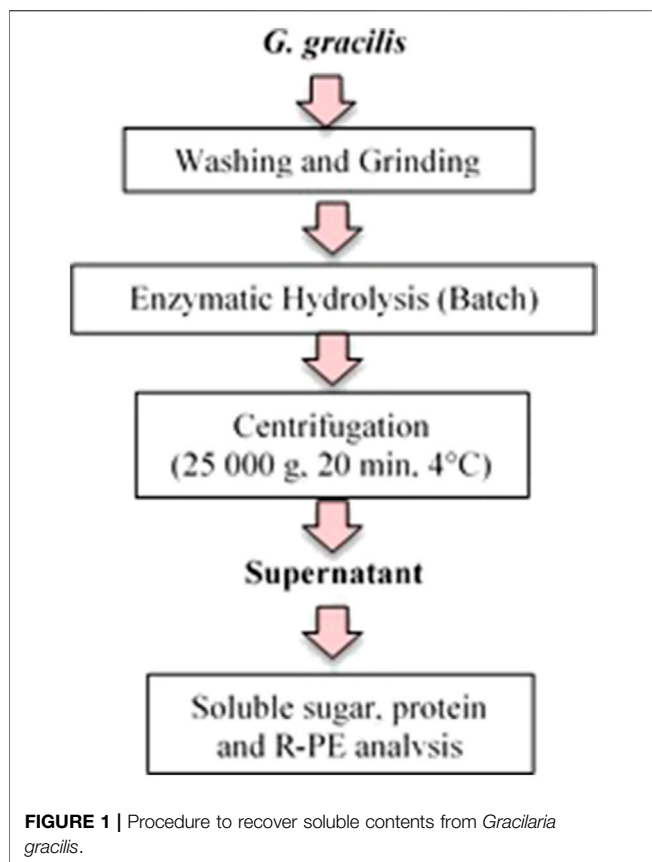 G. gracilis
Washing and Grinding
Enzymatic Hydrolysis (Batch)
Centrifugation
(25 000 g, 20 min, 4°C)
Supernatant
Soluble sugar, protein
and R-PE analysis
FIGURE 1 | Procedure to recover soluble contents from Gracilaria
gracilis.